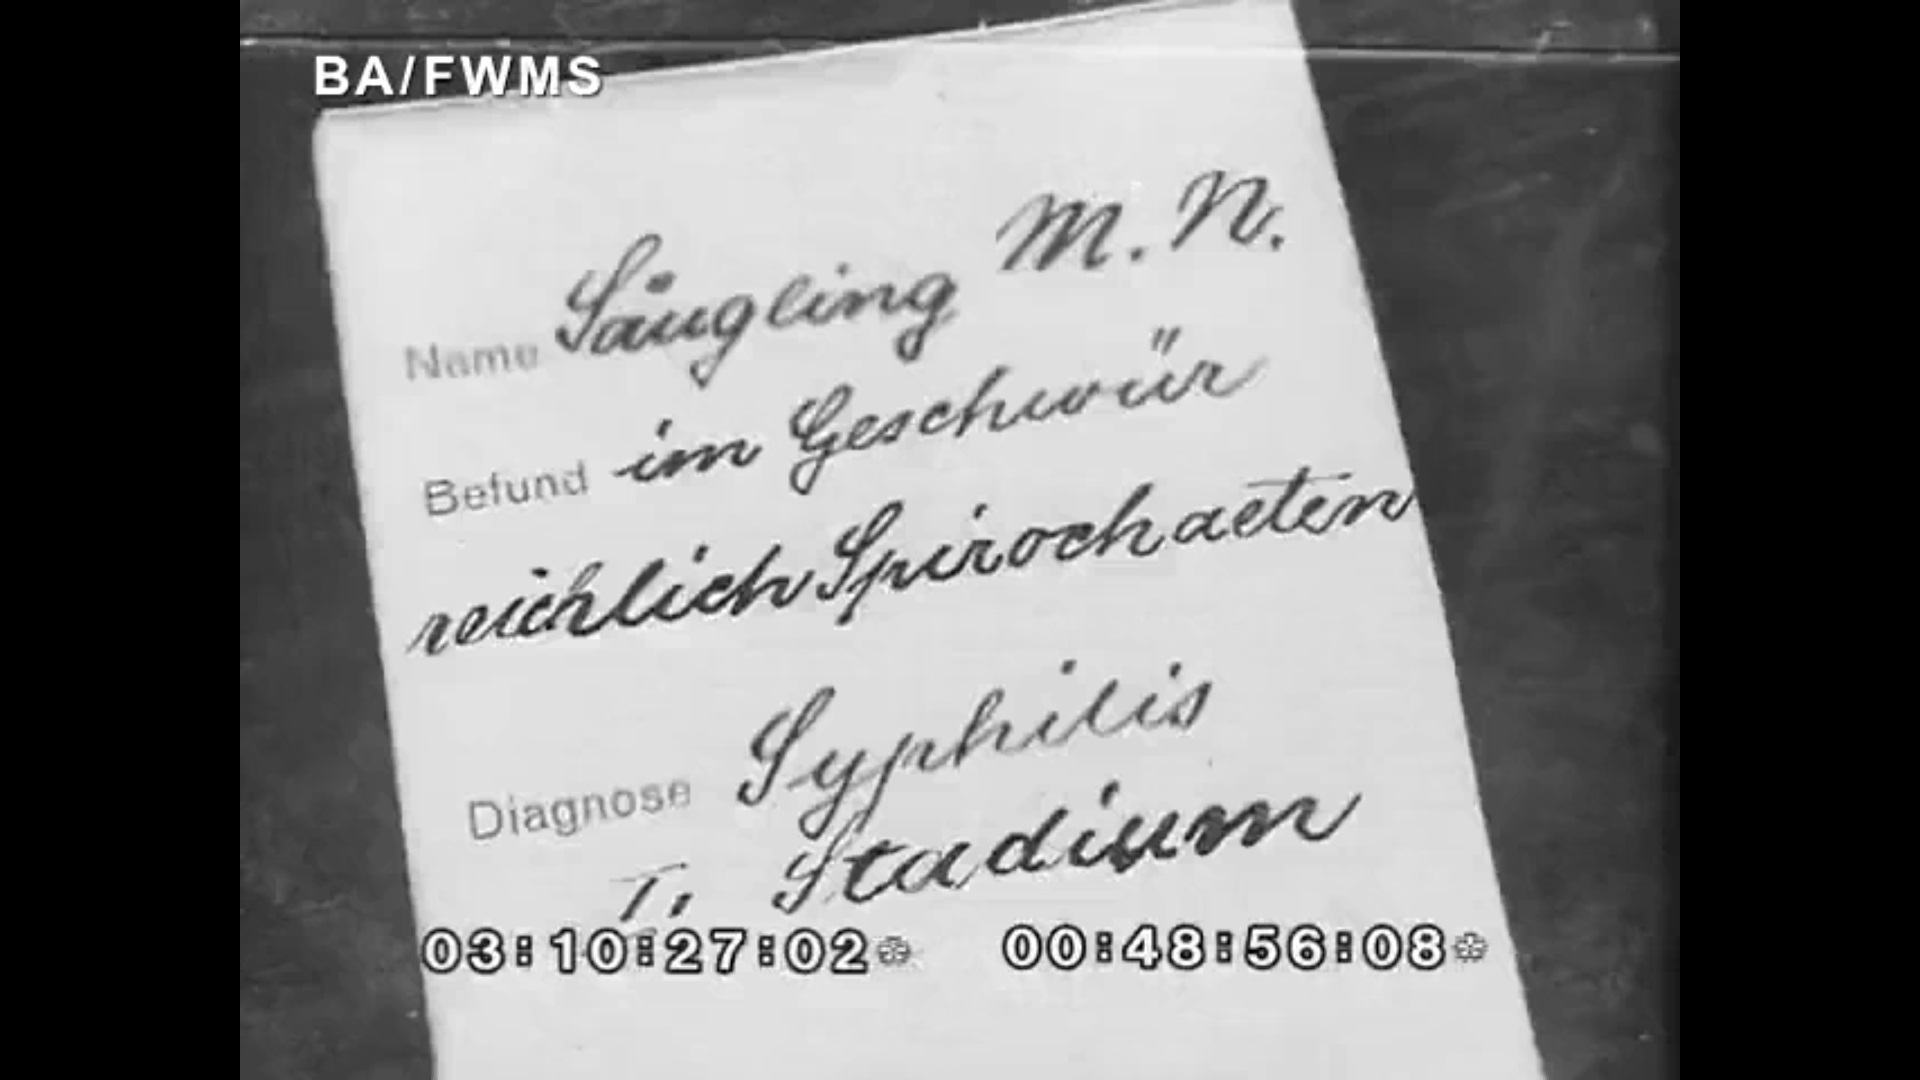 BA/FWMS
Name Säugling M. N.
Befund im Geschwür
reichlich Spirochaeten
Diagnose Syphilis
I. Stadium
03:10:27:02* 00:48:56:08*